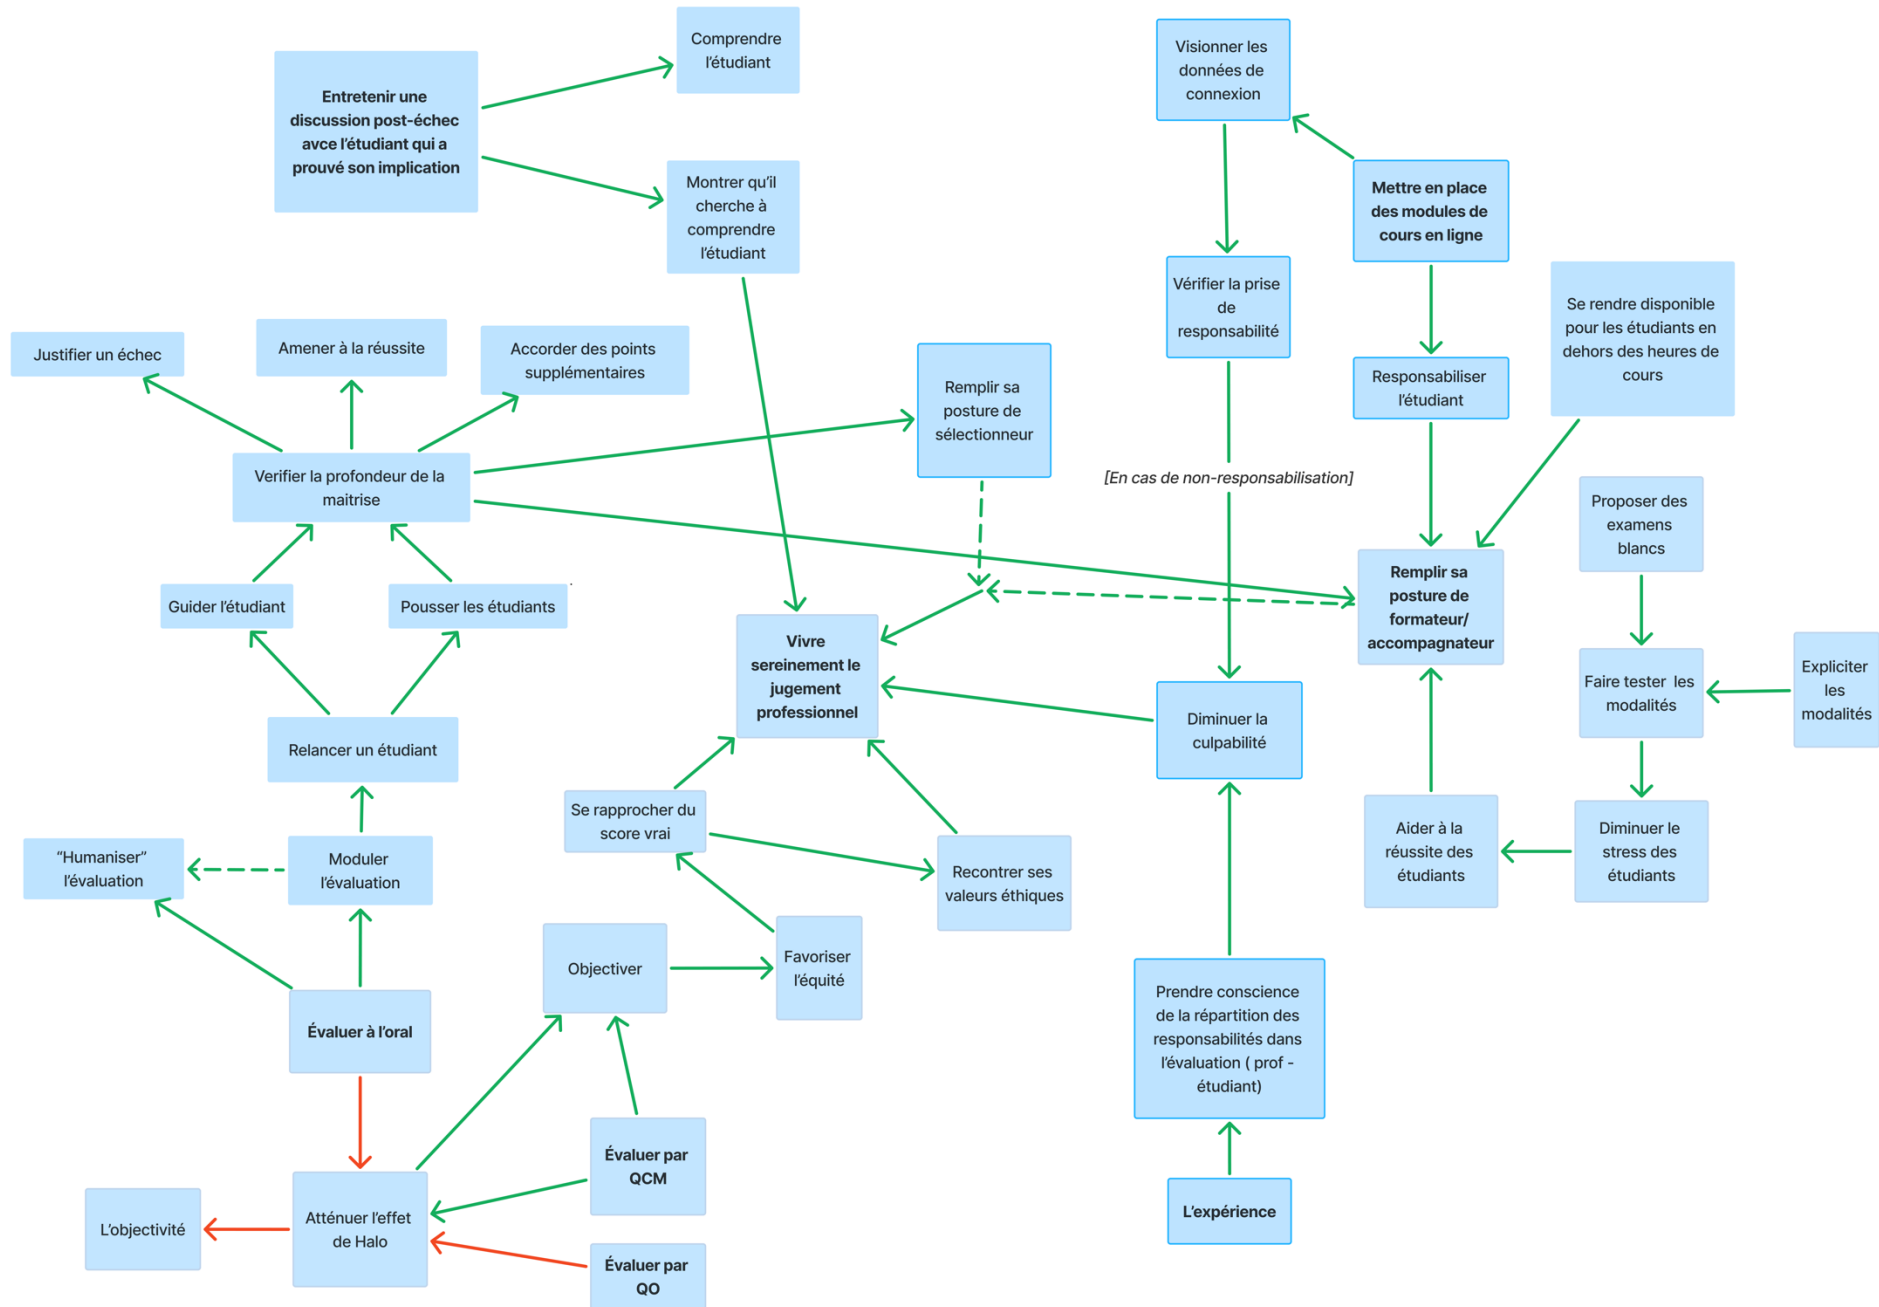 Comprendre
l’étudiant
Entretenir une
discussion post-échec
avce l’étudiant qui a
prouvé son implication
Montrer qu’il
cherche à
comprendre
l’étudiant
Visionner les
données de
connexion
Mettre en place
des modules de
cours en ligne
Vérifier la prise
de
responsabilité
Se rendre disponible
pour les étudiants en
dehors des heures de
cours
Responsabiliser
l’étudiant
Justifier un échec
Amener à la réussite
Accorder des points
supplémentaires
Remplir sa
posture de
sélectionneur
Verifier la profondeur de la
maitrise
[En cas de non-responsabilisation]
Proposer des
examens
blancs
Guider l’étudiant
Pousser les étudiants
Remplir sa
posture de
formateur/
accompagnateur
Vivre
sereinement le
jugement
professionnel
Faire tester les
modalités
Expliciter
les
modalités
Relancer un étudiant
Diminuer la
culpabilité
Se rapprocher du
score vrai
Aider à la
réussite des
étudiants
Diminuer le
stress des
étudiants
“Humaniser”
l’évaluation
Moduler
l’évaluation
Recontrer ses
valeurs éthiques
Objectiver
Favoriser
l’équité
Évaluer à l’oral
Prendre conscience
de la répartition des
responsabilités dans
l’évaluation ( prof -
étudiant)
Évaluer par
QCM
L’expérience
L’objectivité
Atténuer l’effet
de Halo
Évaluer par
QO